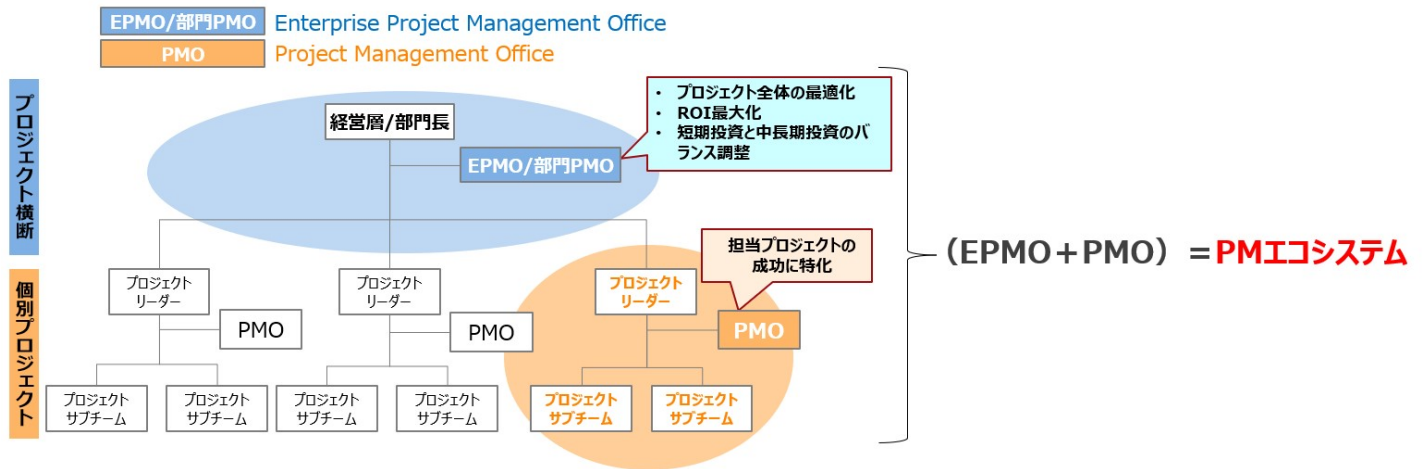 EPMO/部門PMO Enterprise Project Management Office
PMO Project Management Office
プロジェクト横断
経営層/部門長
EPMO/部門PMO
• プロジェクト全体の最適化
• ROI最大化
• 短期投資と中長期投資のバ
ランス調整
個別プロジェクト
プロジェクト
リーダー
PMO
プロジェクト
サブチーム
プロジェクト
サブチーム
プロジェクト
リーダー
PMO
プロジェクト
サブチーム
プロジェクト
サブチーム
担当プロジェクトの
成功に特化
プロジェクト
リーダー
PMO
プロジェクト
サブチーム
プロジェクト
サブチーム
（EPMO＋PMO）＝PMエコシステム